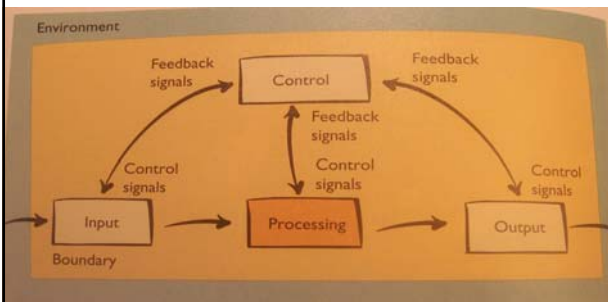 Environment
Feedback
signals
Control
Feedback
signals
Feedback
signals
Control
signals
Control
signals
Control
signals
Input
Processing
Output
Boundary